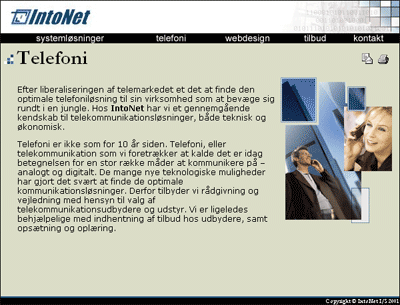 IntoNet
systemløsninger telefoni webdesign tilbud kontakt
Telefoni
Efter liberaliseringen af telemarkedet et det at finde den
optimale telefoniløsning til sin virksomhed som at bevæge sig
rundt i en jungle. Hos IntoNet har vi et gennemgående
kendskab til telekommunikationsløsninger, både teknisk og
økonomisk.
Telefoni er ikke som for 10 år siden. Telefoni, eller
telekommunikation som vi foretrækker at kalde det er idag
betegnelsen for en stor række måder at kommunikere på –
analogt og digitalt. De mange nye teknologiske muligheder
har gjort det svært at finde de optimale
kommunikationsløsninger. Derfor tilbyder vi rådgivning og
vejledning med hensyn til valg af
telekommunikationsudbydere og udstyr. Vi er ligeledes
behjælpelige med indhentning af tilbud hos udbydere, samt
opsætning og oplæring.
Copyright © IntoNet I/S 2001